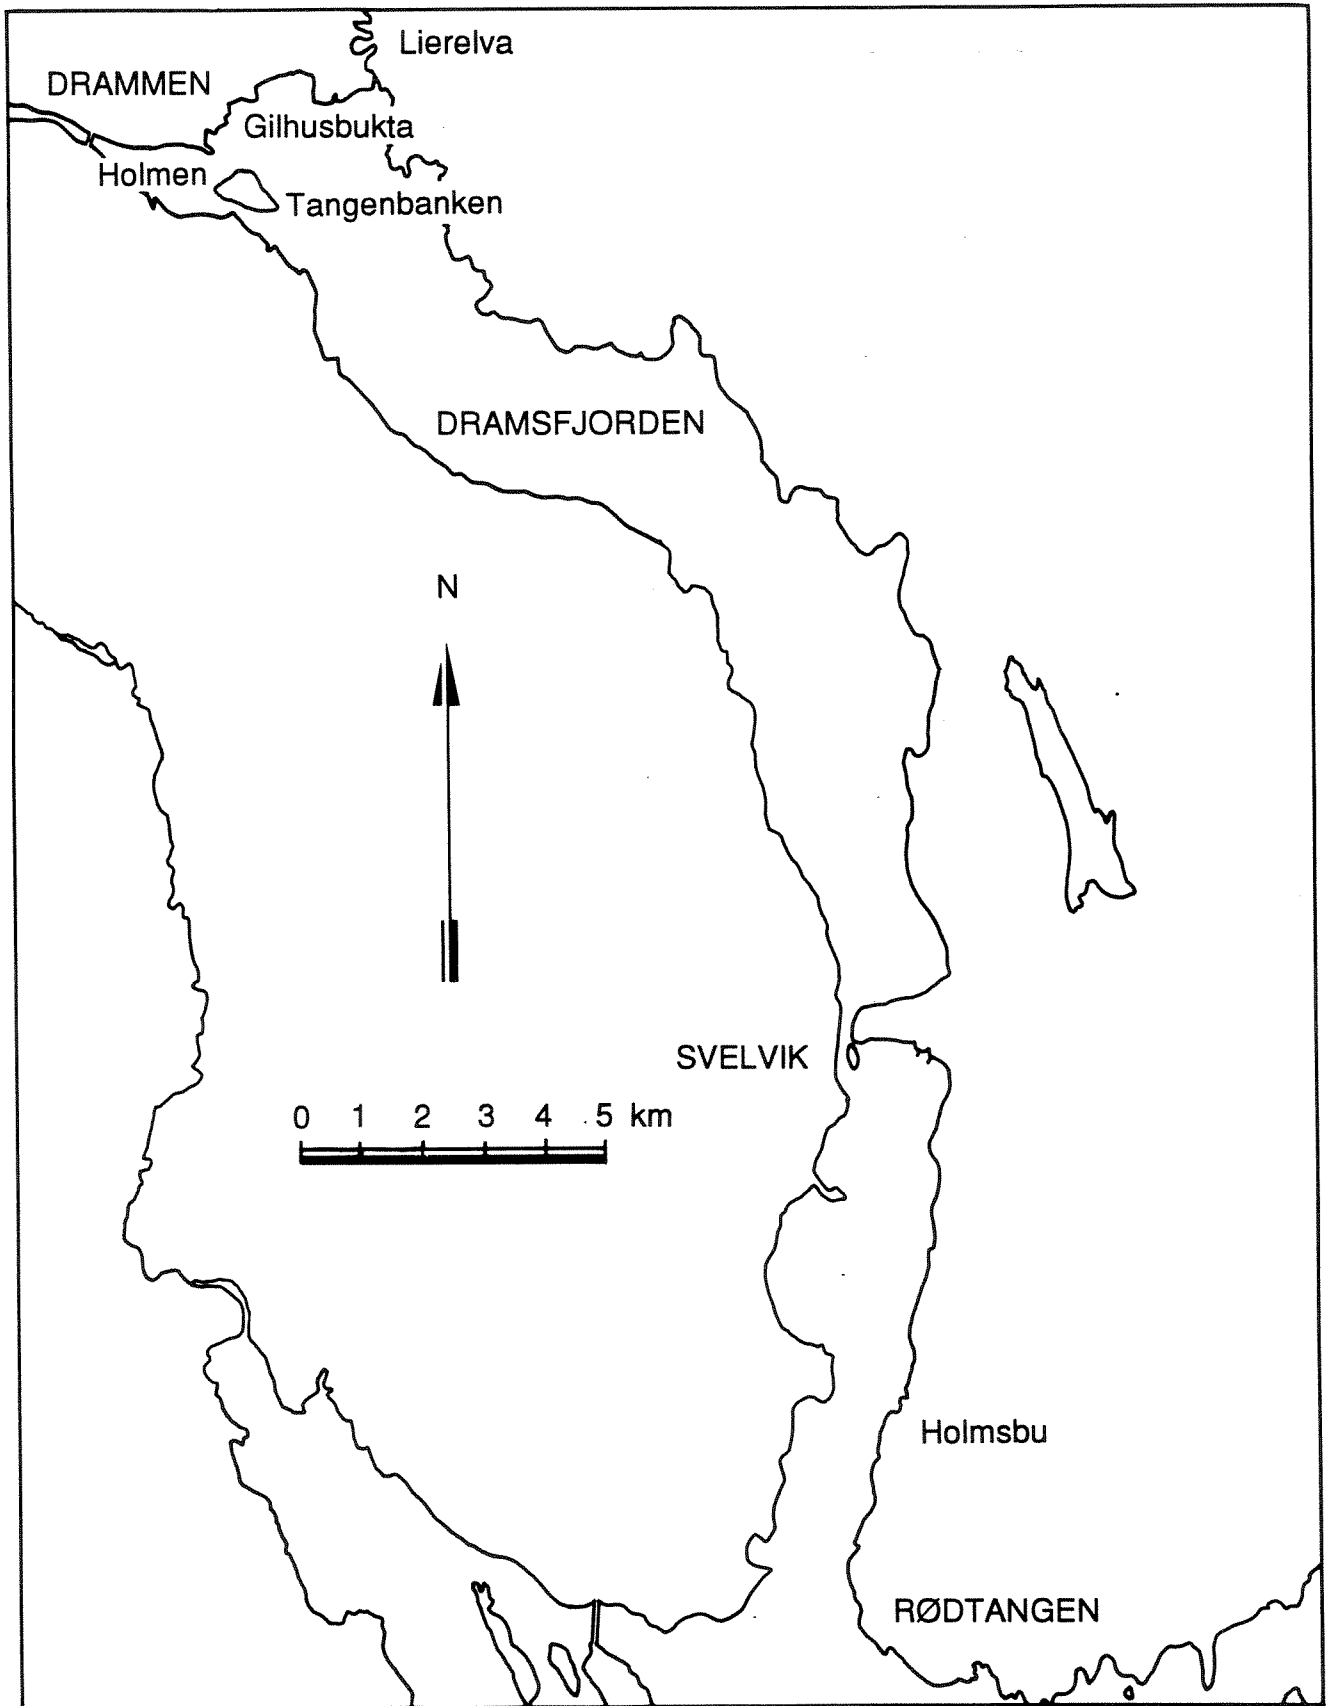 Lierelva
DRAMMEN
Gilhusbukta
Holmen
Tangenbanken
DRAMSFJORDEN
N
SVELVIK
0 1 2 3 4 5 km
Holmsbu
RØDTANGEN